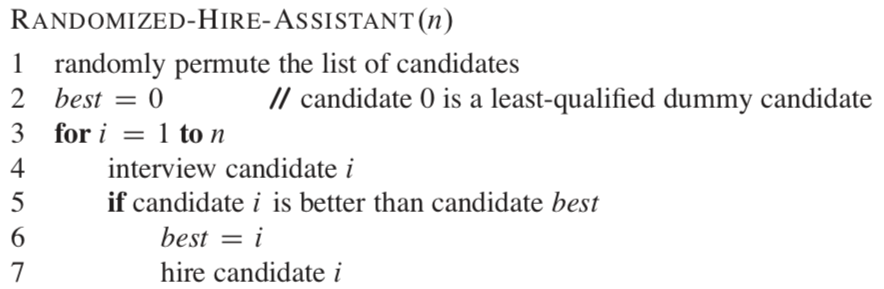 RANDOMIZED-HIRE-ASSISTANT(n)
1 randomly permute the list of candidates
2 best = 0 // candidate 0 is a least-qualified dummy candidate
3 for i = 1 to n
4 interview candidate i
5 if candidate i is better than candidate best
6 best = i
7 hire candidate i